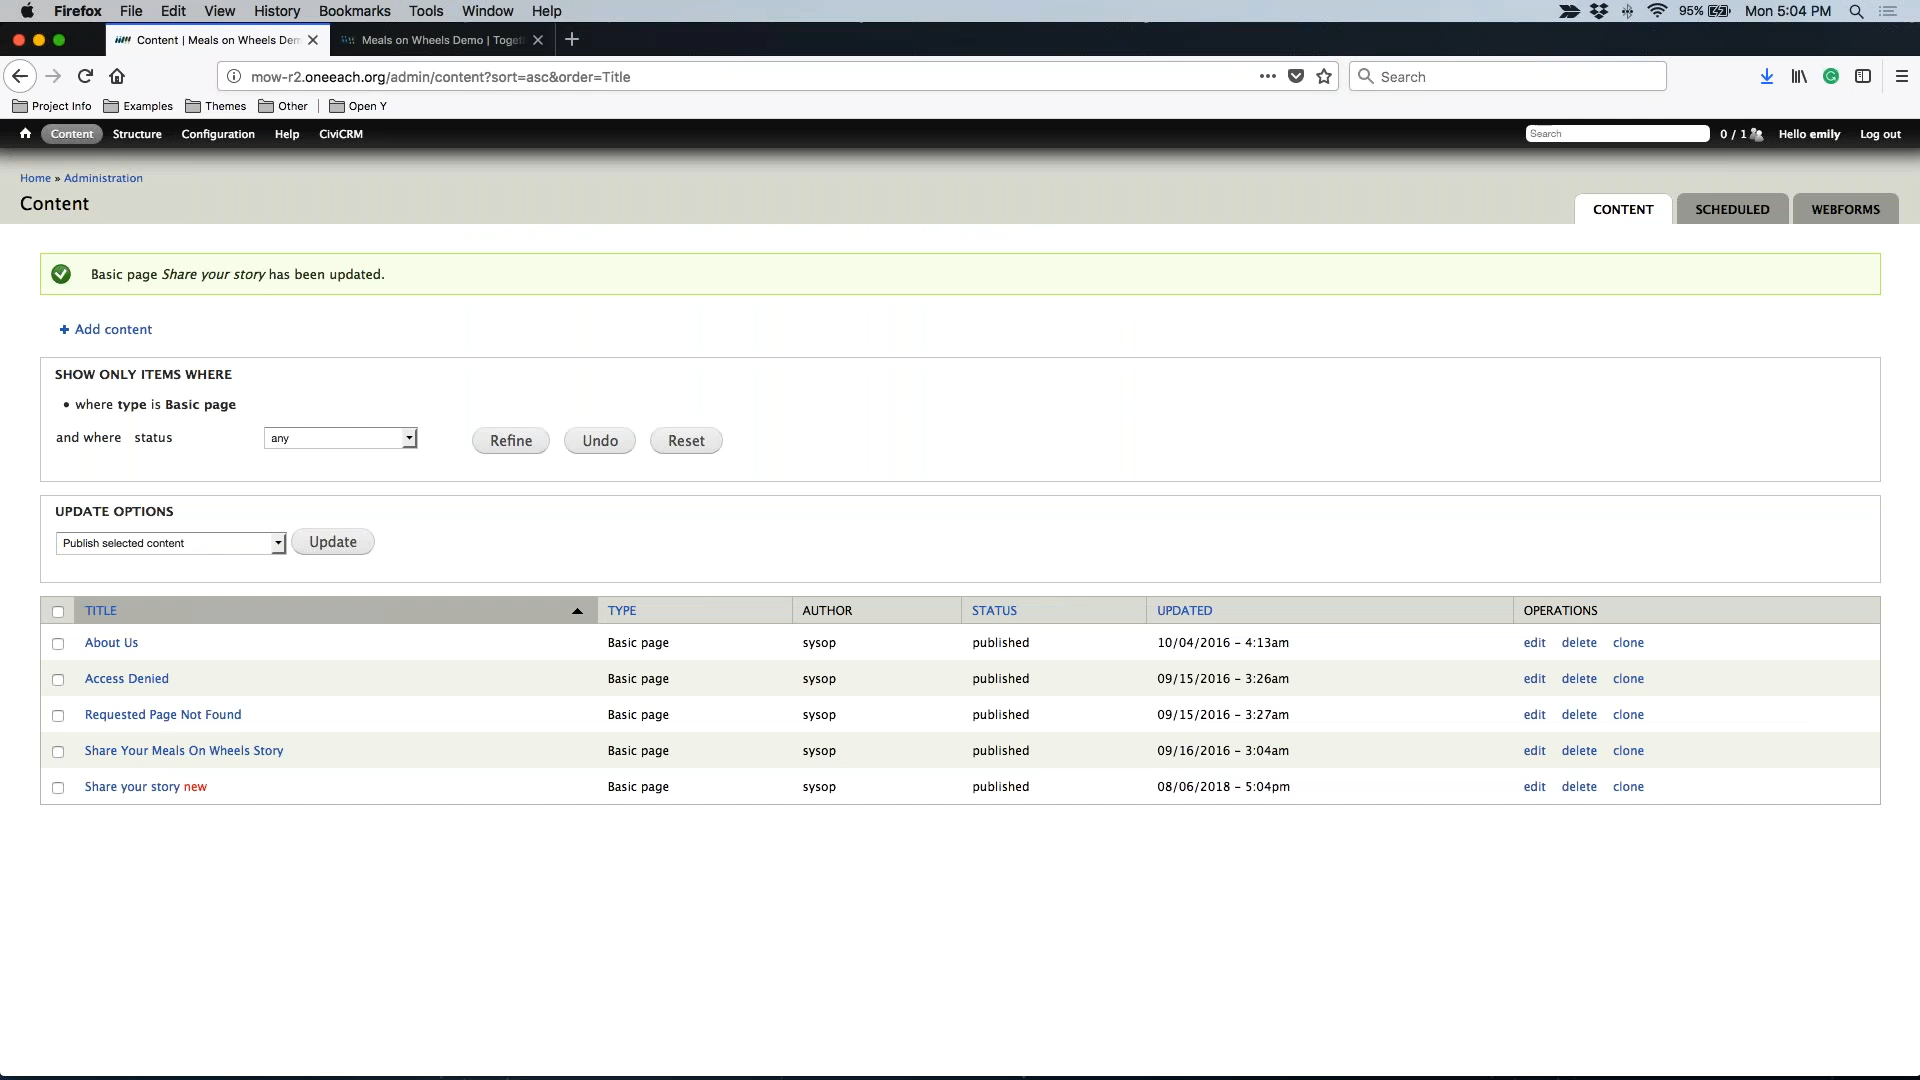 Firefox File Edit View History Bookmarks Tools Window Help 95% Mon 5:04 PM
Content | Meals on Wheels Dem Meals on Wheels Demo | Toget
mow-r2.oneeach.org/admin/content?sort=asc&order=Title Search
Project Info Examples Themes Other Open Y
Content Structure Configuration Help CiviCRM Search 0 / 1 Hello emily Log out
Home » Administration
Content
CONTENT SCHEDULED WEBFORMS
Basic page Share your story has been updated.
+ Add content
SHOW ONLY ITEMS WHERE
• where type is Basic page
and where status any Refine Undo Reset
UPDATE OPTIONS
Publish selected content Update
TITLE TYPE AUTHOR STATUS UPDATED OPERATIONS
About Us Basic page sysop published 10/04/2016 - 4:13am edit delete clone
Access Denied Basic page sysop published 09/15/2016 - 3:26am edit delete clone
Requested Page Not Found Basic page sysop published 09/15/2016 - 3:27am edit delete clone
Share Your Meals On Wheels Story Basic page sysop published 09/16/2016 - 3:04am edit delete clone
Share your story new Basic page sysop published 08/06/2018 - 5:04pm edit delete clone